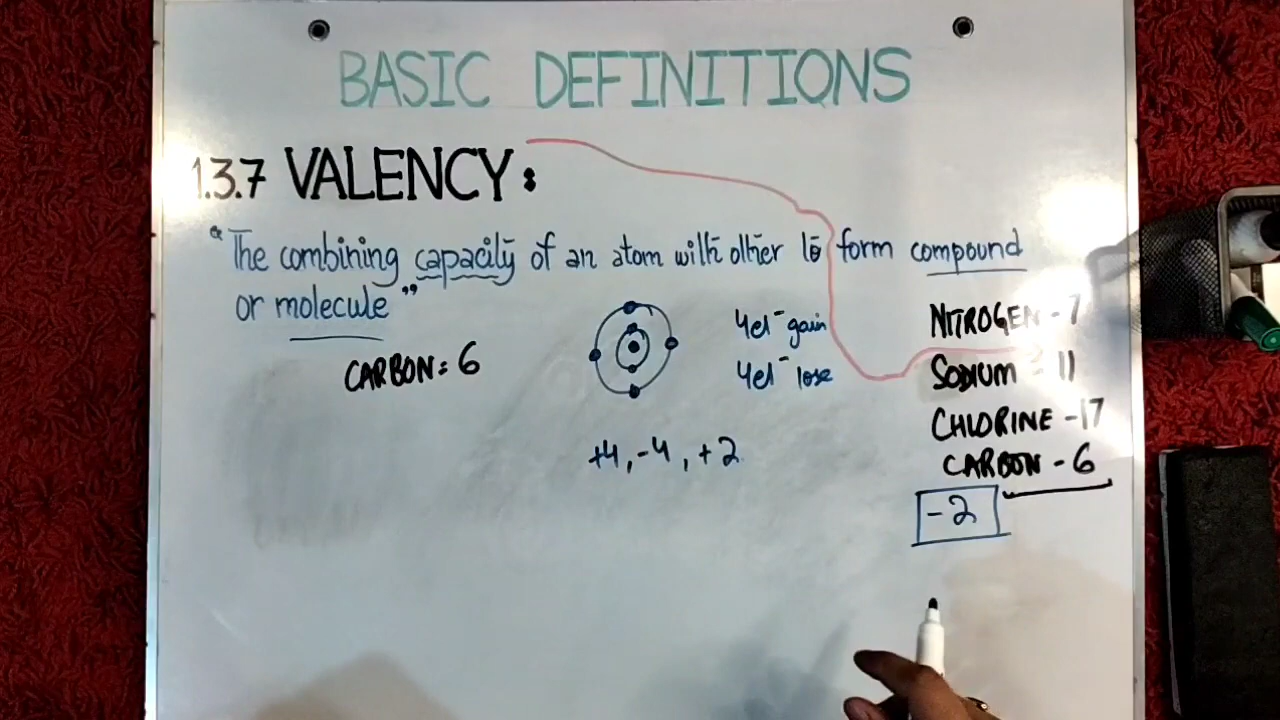 BASIC DEFINITIONS
1.3.7 VALENCY:
"The combining capacity of an atom with other to form compound
or molecule"
CARBON = 6
4el⁻ gain
4el⁻ lose
+4, -4, +2
NITROGEN - 7
SODIUM = 11
CHLORINE - 17
CARBON - 6
-2